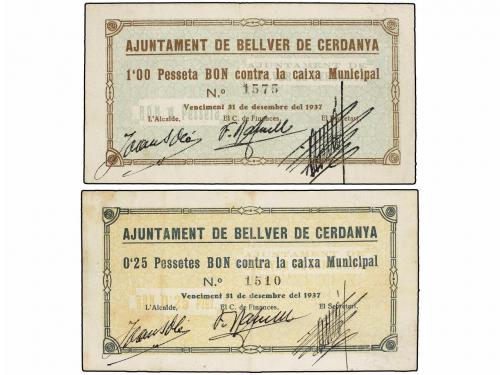 AJUNTAMENT DE BELLVER DE CERDANYA
1'00 Pesseta BON contra la caixa Municipal
N.º 1575
Venciment 31 de desembre del 1937
L'Alcalde. El C. de Finances. El Secretari.
AJUNTAMENT DE BELLVER DE CERDANYA
0'25 Pessetes BON contra la caixa Municipal
N.º 1510
Venciment 31 de desembre del 1937
L'Alcalde. El C. de Finances. El Secretari.